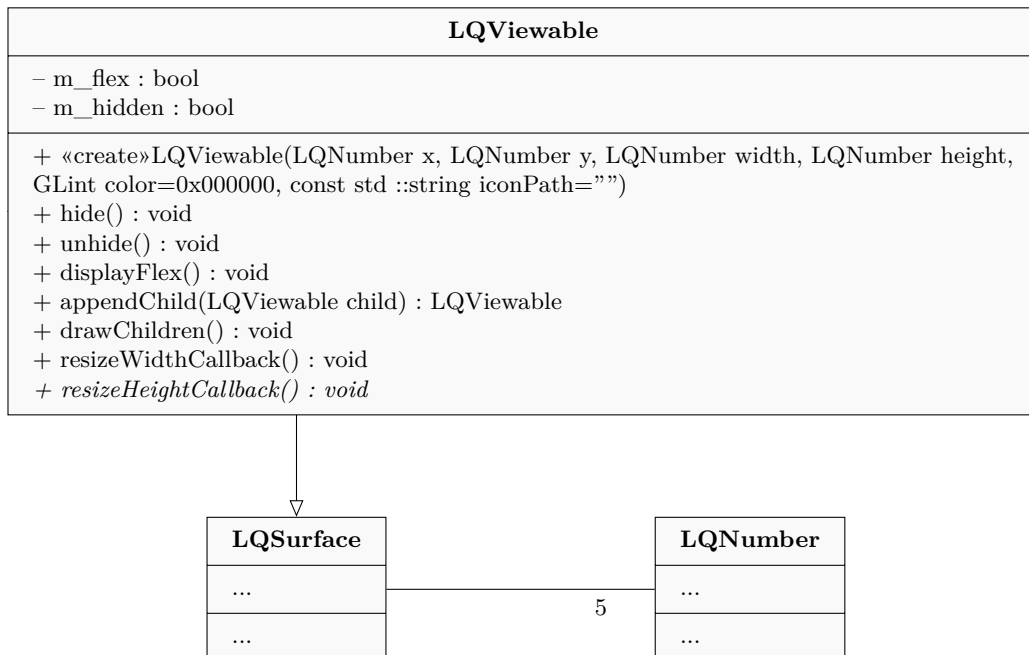 LQViewable
– m_flex : bool
– m_hidden : bool
+ «create»LQViewable(LQNumber x, LQNumber y, LQNumber width, LQNumber height,
GLint color=0x000000, const std ::string iconPath=””)
+ hide() : void
+ unhide() : void
+ displayFlex() : void
+ appendChild(LQViewable child) : LQViewable
+ drawChildren() : void
+ resizeWidthCallback() : void
+ resizeHeightCallback() : void
LQSurface
...
...
5
LQNumber
...
...